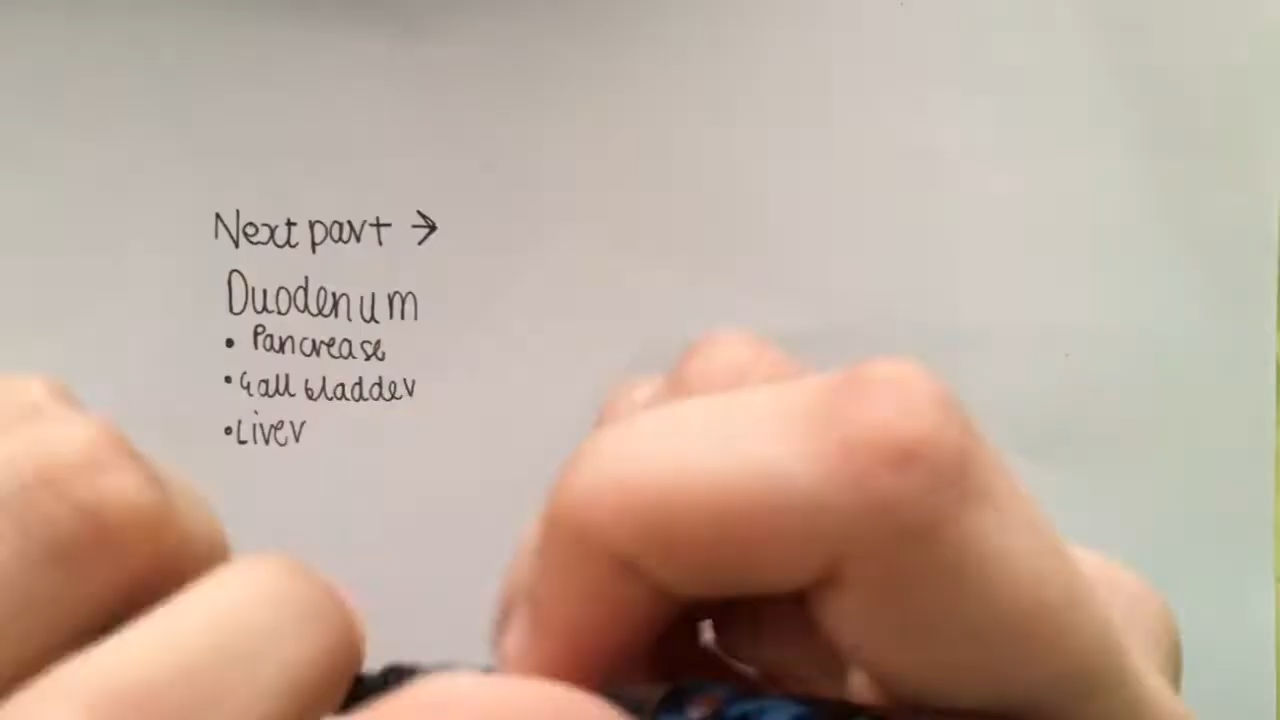 Next part →
Duodenum
• Pancrease
• Gall bladder
• Liver